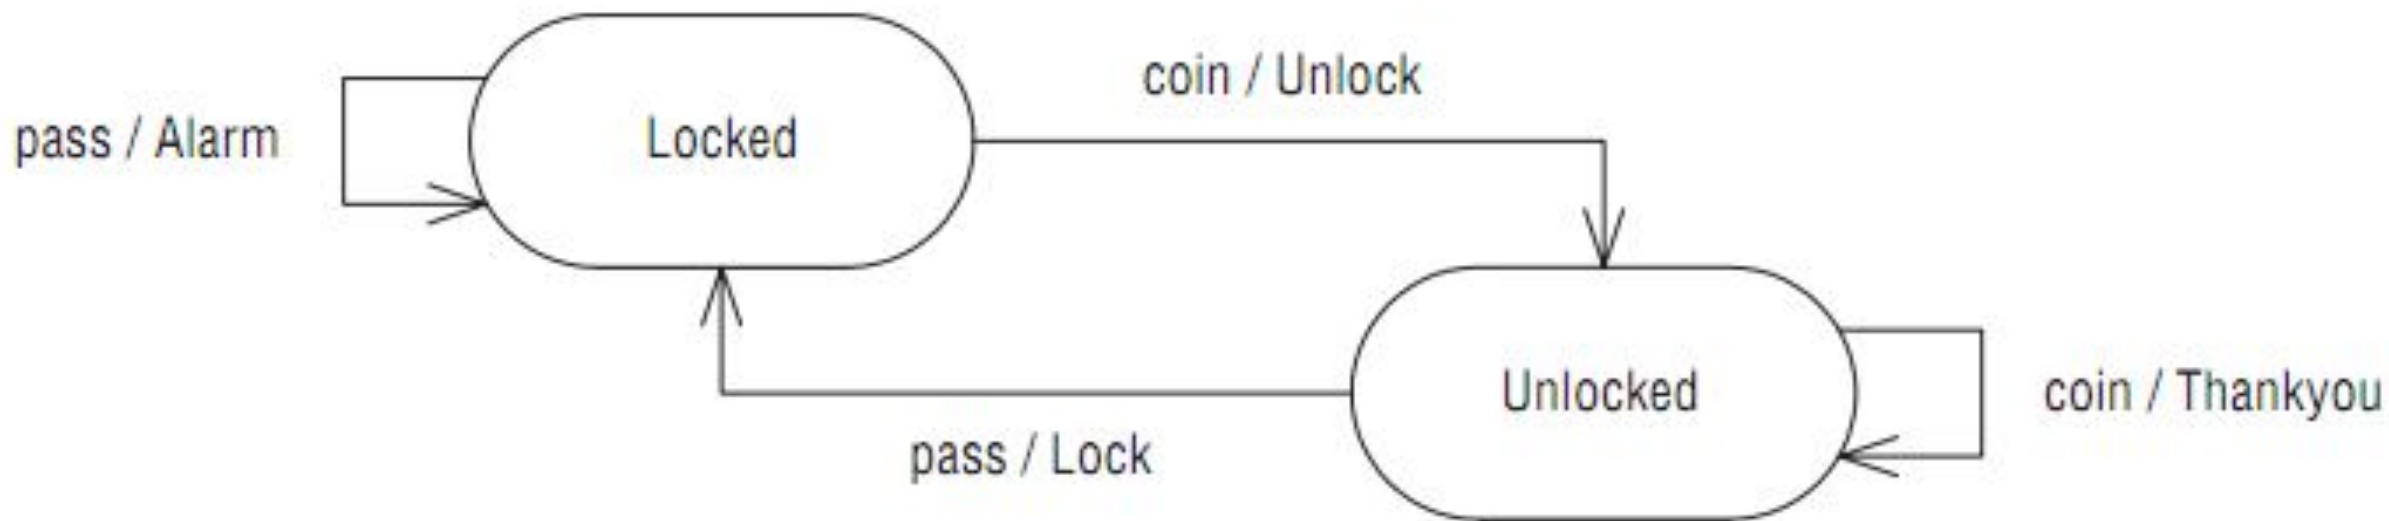 coin / Unlock
pass / Alarm
Locked
Unlocked
coin / Thankyou
pass / Lock